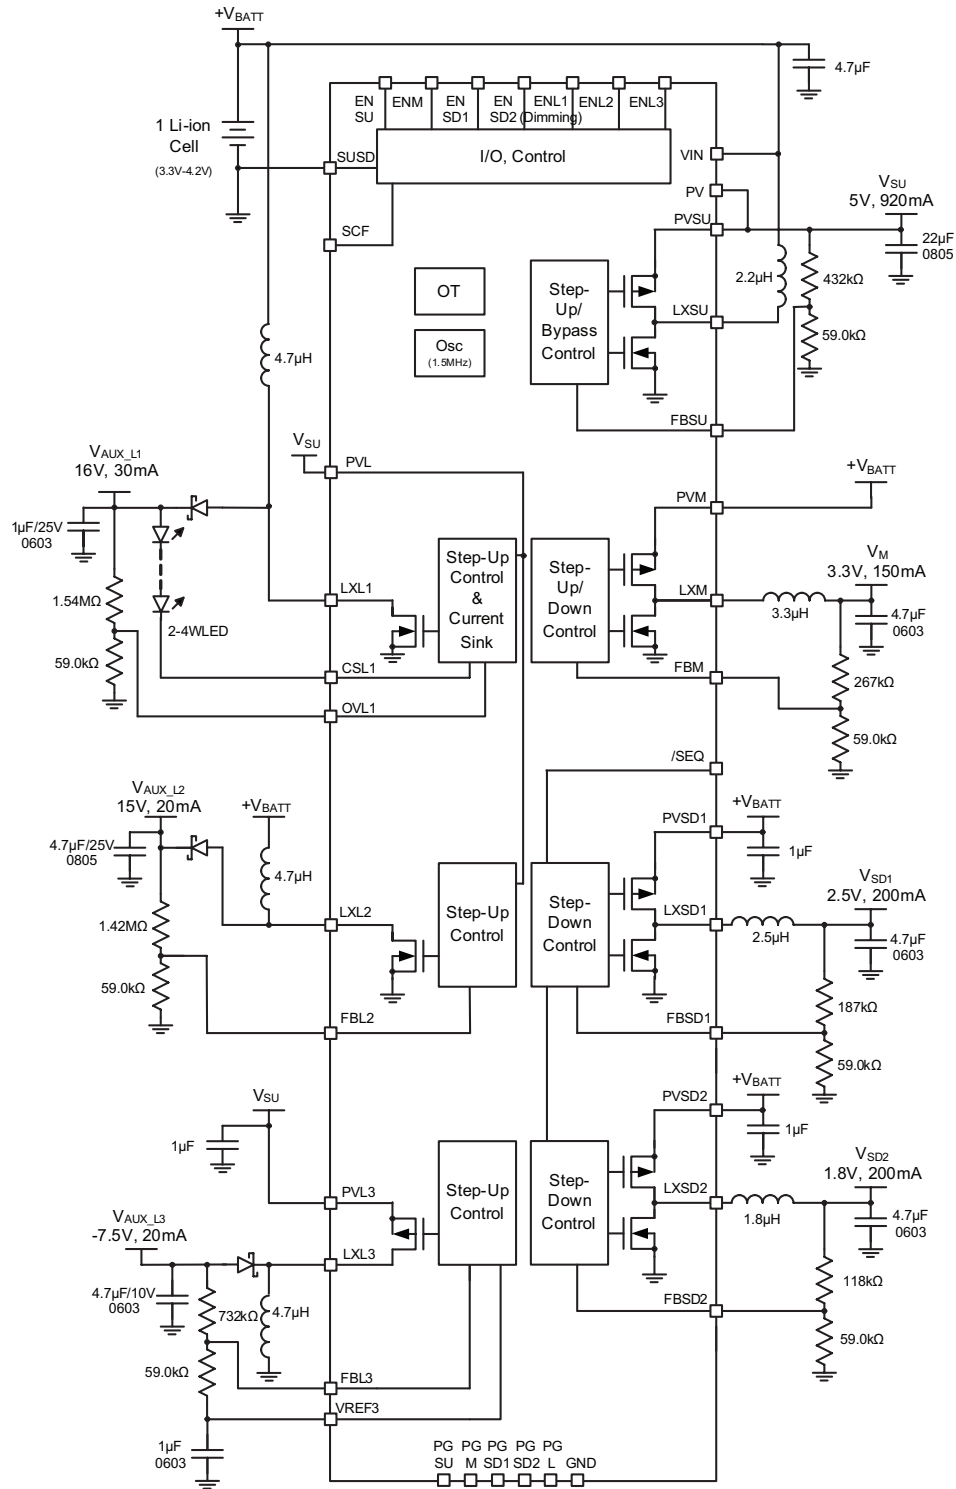 +VBATT
4.7µF
EN SU
ENM
EN SD1
EN SD2
ENL1 (Dimming)
ENL2
ENL3
1 Li-ion
Cell
(3.3V-4.2V)
SUSD
I/O, Control
VIN
PV
VSU
5V, 920mA
SCF
PVSU
22µF
0805
OT
Step-
Up/
Bypass
Control
2.2µH
432kΩ
LXSU
59.0kΩ
Osc
(1.5MHz)
4.7µH
FBSU
VSU
PVL
VAUX_L1
16V, 30mA
+VBATT
PVM
1µF/25V
0603
Step-Up
Control
&
Current
Sink
Step-
Up/
Down
Control
VM
3.3V, 150mA
LXL1
LXM
3.3µH
4.7µF
0603
1.54MΩ
2-4WLED
59.0kΩ
CSL1
FBM
267kΩ
OVL1
59.0kΩ
/SEQ
VAUX_L2
15V, 20mA
+VBATT
+VBATT
PVSD1
4.7µF/25V
0805
4.7µH
1µF
VSD1
2.5V, 200mA
1.42MΩ
LXL2
Step-Up
Control
Step-
Down
Control
LXSD1
2.5µH
4.7µF
0603
59.0kΩ
187kΩ
FBL2
FBSD1
59.0kΩ
VSU
+VBATT
PVSD2
1µF
1µF
VSD2
1.8V, 200mA
PVL3
Step-Up
Control
Step-
Down
Control
LXSD2
1.8µH
4.7µF
0603
VAUX_L3
-7.5V, 20mA
LXL3
4.7µF/10V
0603
732kΩ
4.7µH
118kΩ
FBSD2
59.0kΩ
59.0kΩ
FBL3
VREF3
1µF
0603
PG SU
PG M
PG SD1
PG SD2
PG L
GND